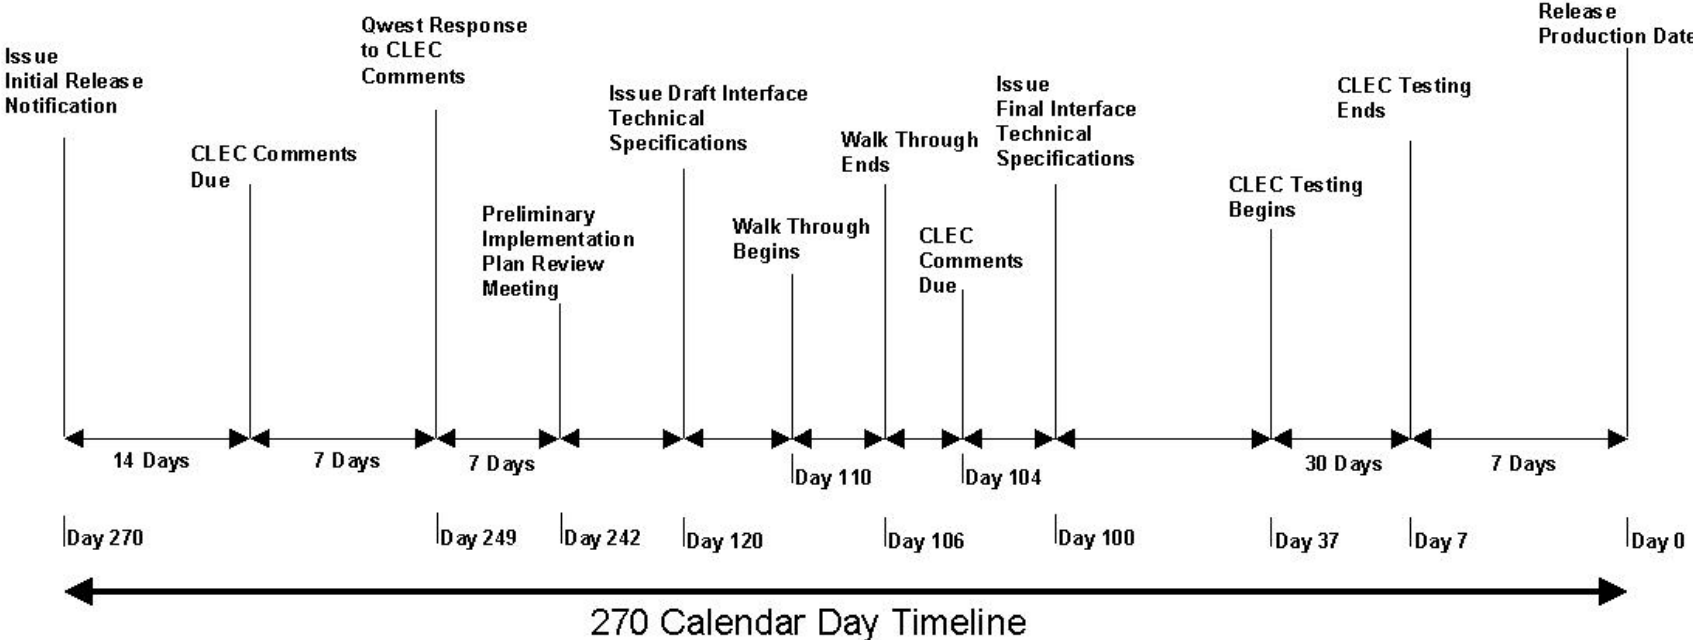 Issue
Initial Release
Notification
CLEC Comments
Due
Qwest Response
to CLEC
Comments
Preliminary
Implementation
Plan Review
Meeting
Issue Draft Interface
Technical
Specifications
Walk Through
Begins
Walk Through
Ends
CLEC
Comments
Due
Issue
Final Interface
Technical
Specifications
CLEC Testing
Begins
CLEC Testing
Ends
Release
Production Date
14 Days
7 Days
7 Days
30 Days
7 Days
Day 110
Day 104
Day 270
Day 249
Day 242
Day 120
Day 106
Day 100
Day 37
Day 7
Day 0
270 Calendar Day Timeline